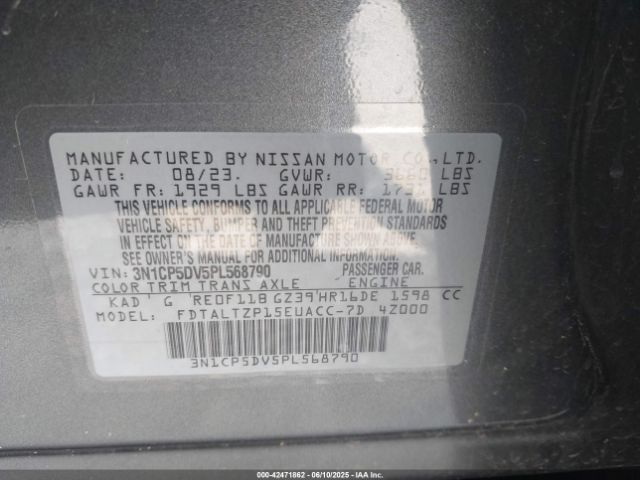 MANUFACTURED BY NISSAN MOTOR CO., LTD.
DATE: 08/23. GVWR: 3660 LBS
GAWR FR: 1929 LBS GAWR RR: 1731 LBS
THIS VEHICLE CONFORMS TO ALL APPLICABLE FEDERAL MOTOR
VEHICLE SAFETY, BUMPER AND THEFT PREVENTION STANDARDS
IN EFFECT ON THE DATE OF MANUFACTURE SHOWN ABOVE.
SEE OWNER'S MANUAL FOR ADDITIONAL INFORMATION
VIN: 3N1CP5DV5PL568790 PASSENGER CAR.
COLOR TRIM TRANS AXLE ENGINE
KAD G RE0F11B GZ39 HR16DE 1598 CC
MODEL: FDTALTZP15EUACC-7D 4Z000
3N1CP5DV5PL568790
00-42471862 06/10/2025 ©IAA Inc.